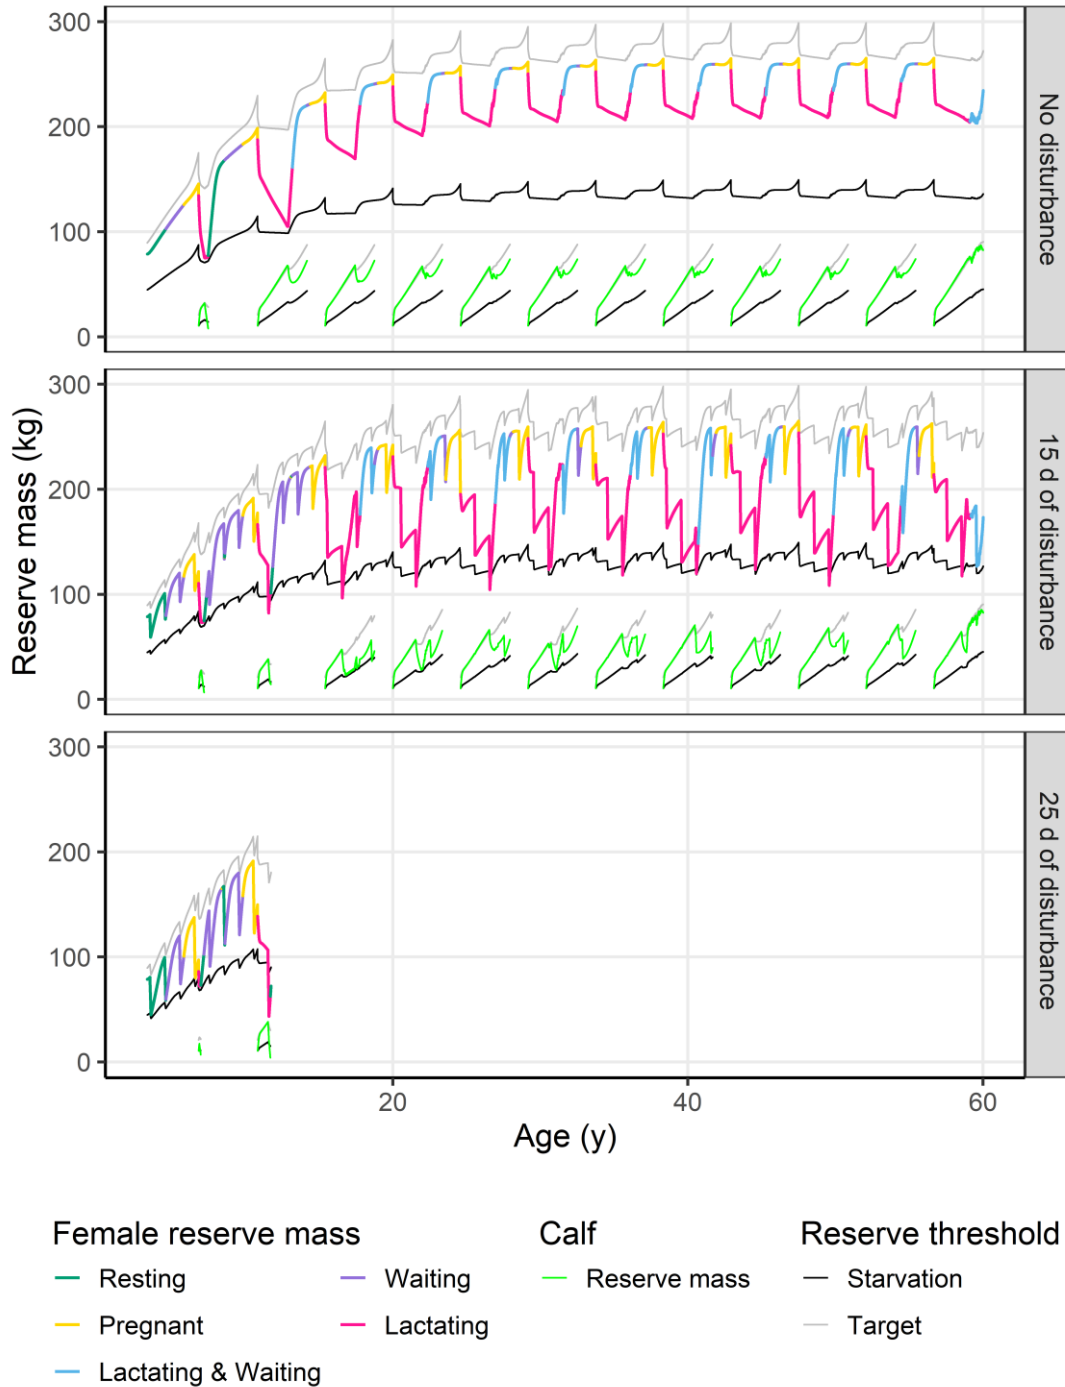 300
200
100
0
No disturbance
300
200
100
0
15 d of disturbance
300
200
100
0
25 d of disturbance
Reserve mass (kg)
20 40 60
Age (y)
Female reserve mass Calf Reserve threshold
Resting Waiting Reserve mass Starvation
Pregnant Lactating Target
Lactating & Waiting